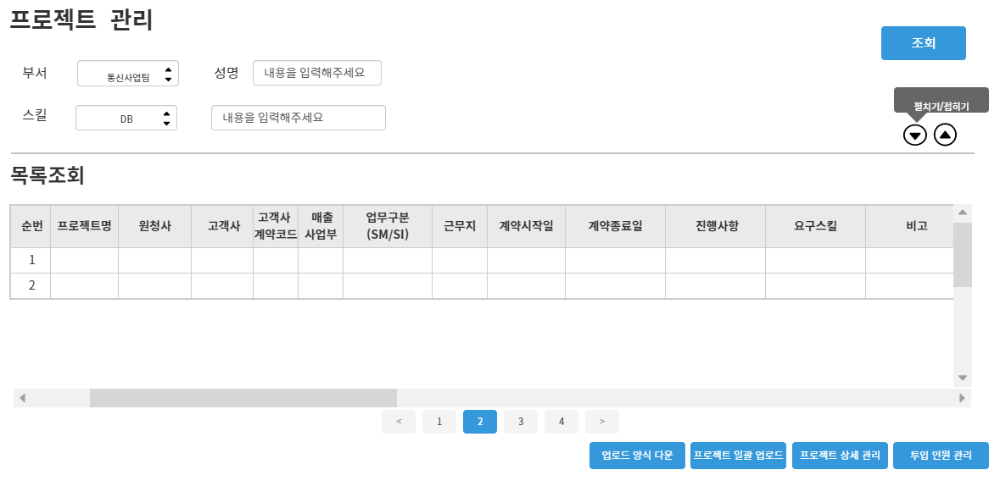 프로젝트 관리
조회
부서
통신사업팀
성명
내용을 입력해주세요
펼치기/접히기
스킬
DB
내용을 입력해주세요
목록조회
순번
프로젝트명
원청사
고객사
고객사
계약코드
매출
사업부
업무구분
(SM/SI)
근무지
계약시작일
계약종료일
진행사항
요구스킬
비고
1
2
< 1 2 3 4 >
업로드 양식 다운
프로젝트 일괄 업로드
프로젝트 상세 관리
투입 인원 관리